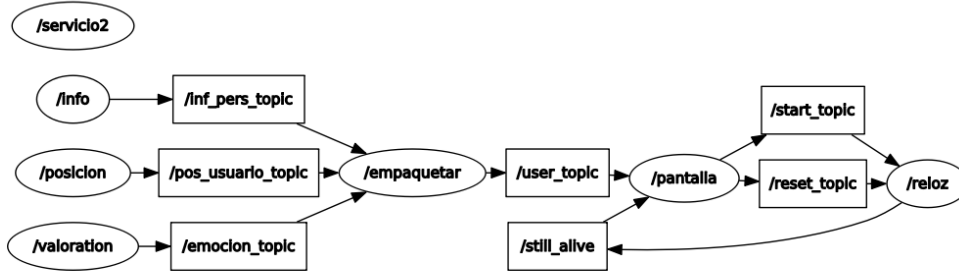 /servicio2
/info
/inf_pers_topic
/start_topic
/posicion
/pos_usuario_topic
/empaquetar
/user_topic
/pantalla
/reset_topic
/reloz
/valoration
/emocion_topic
/still_alive